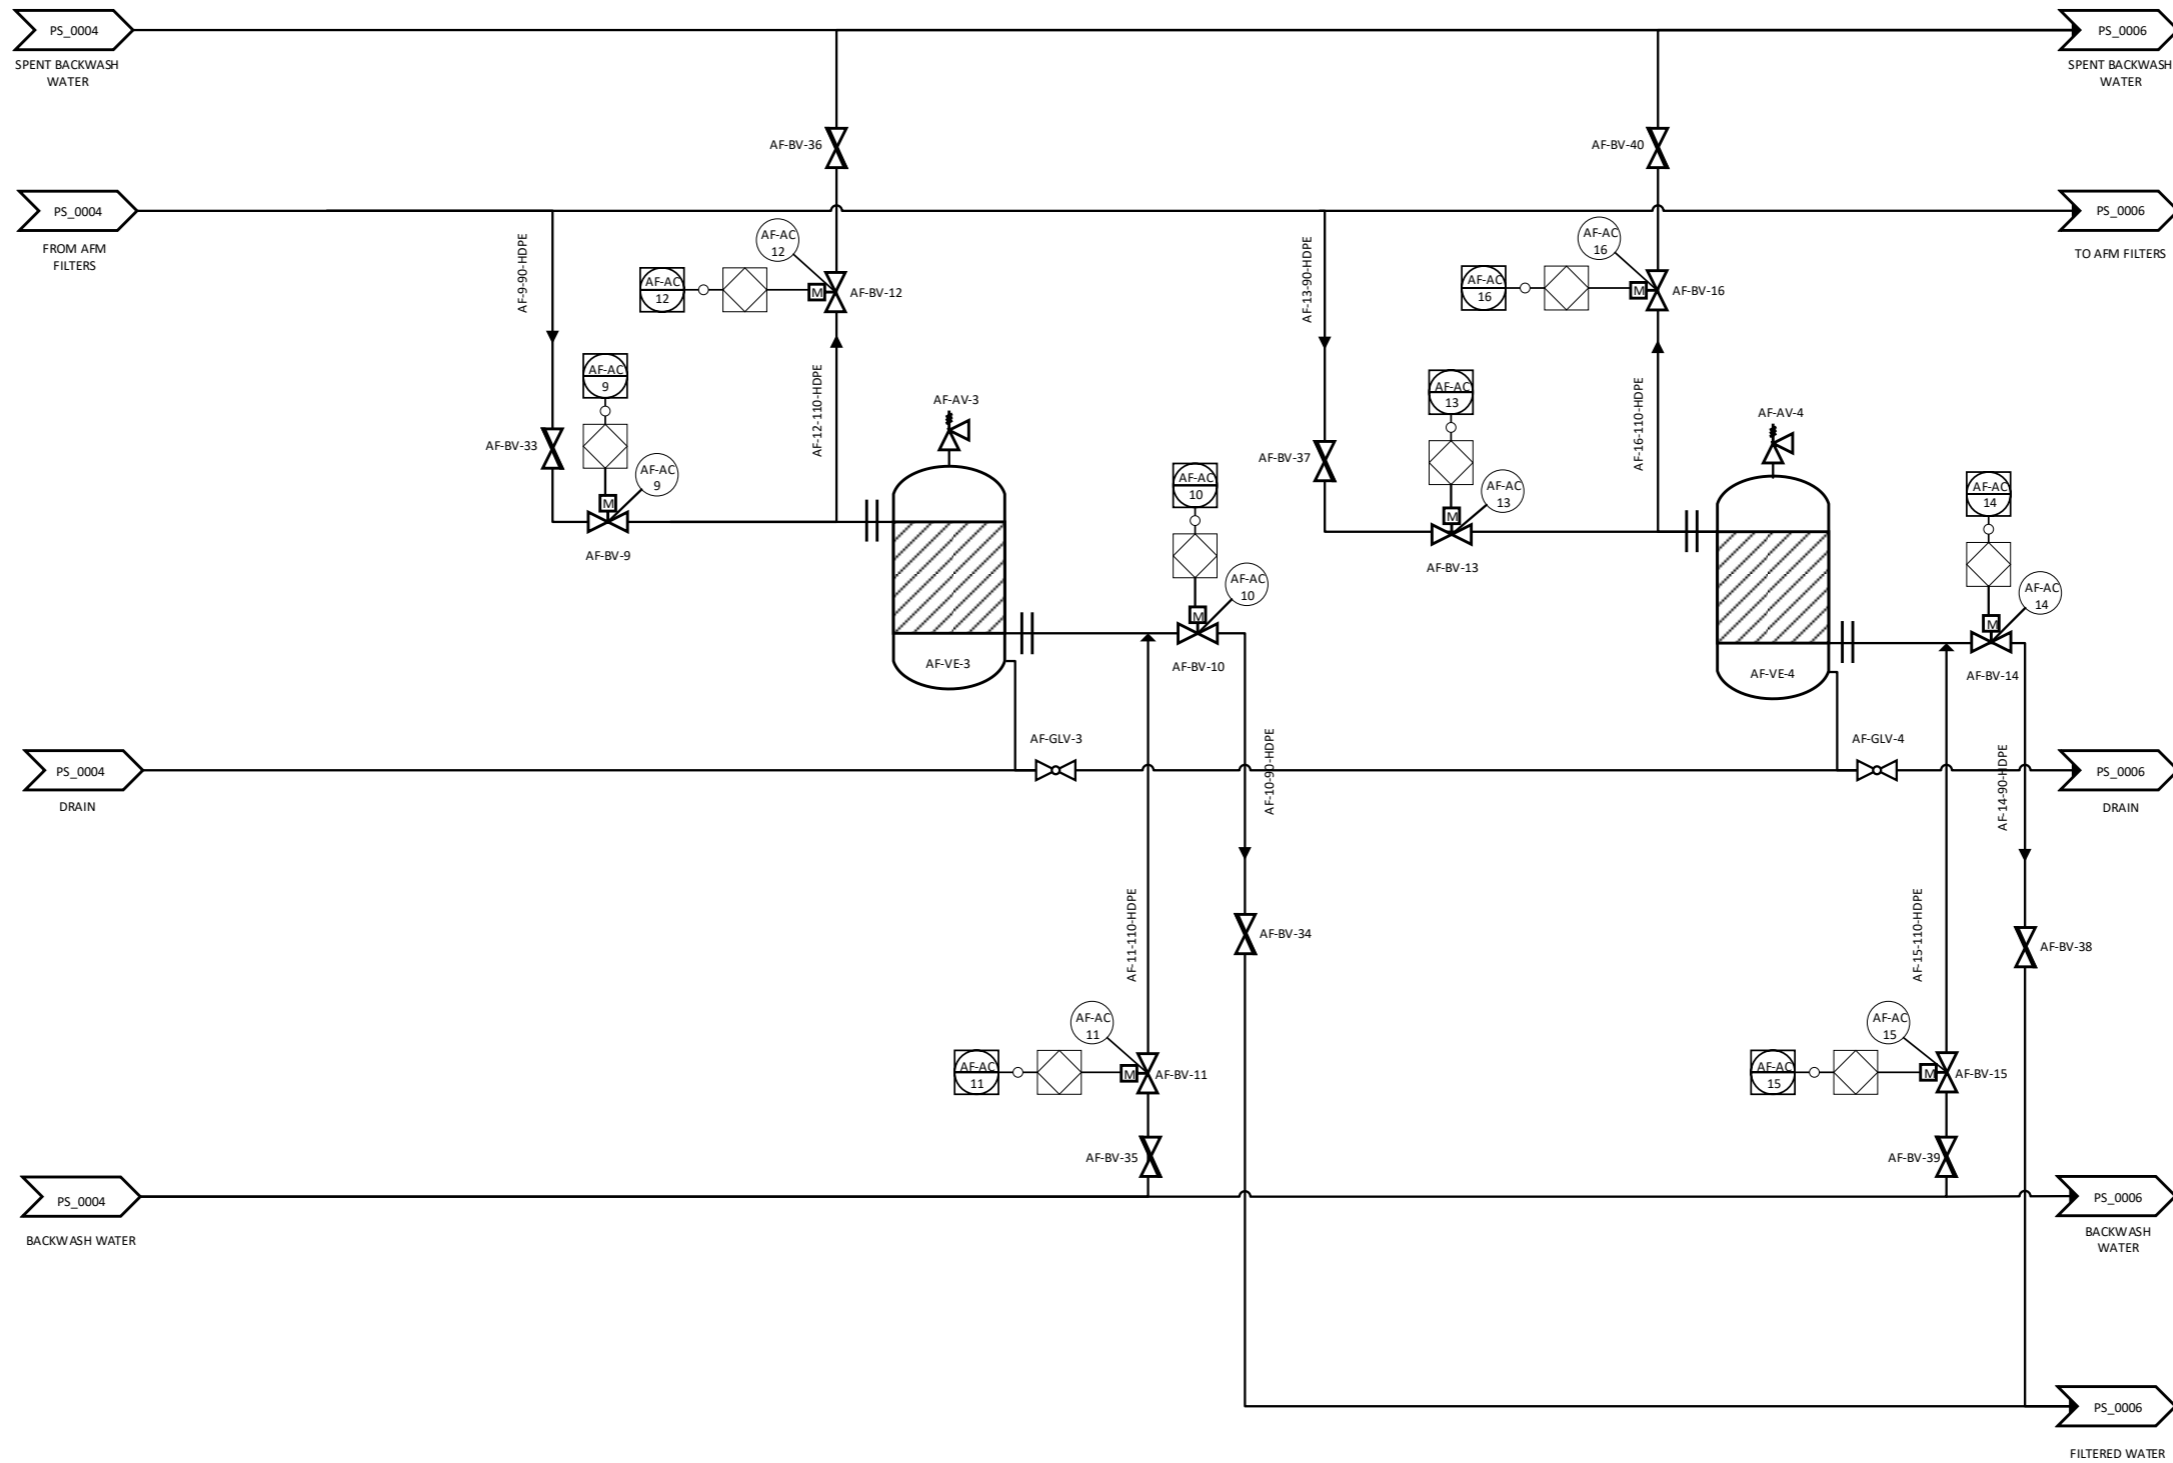 PS_0004
SPENT BACKWASH
WATER
PS_0006
SPENT BACKWASH
WATER
AF-BV-36
AF-BV-40
PS_0004
FROM AFM
FILTERS
PS_0006
TO AFM FILTERS
AF-9-90-HDPE
AF-AC
12
AF-AC
12
M
AF-BV-12
AF-13-90-HDPE
AF-AC
16
AF-AC
16
M
AF-BV-16
AF-AC
9
AF-BV-33
AF-AC
9
M
AF-BV-9
AF-12-110-HDPE
AF-AV-3
AF-VE-3
AF-AC
10
AF-AC
10
M
AF-BV-10
AF-AC
13
AF-BV-37
AF-AC
13
M
AF-BV-13
AF-16-110-HDPE
AF-AV-4
AF-VE-4
AF-AC
14
AF-AC
14
M
AF-BV-14
PS_0004
DRAIN
AF-GLV-3
AF-10-90-HDPE
AF-GLV-4
AF-14-90-HDPE
PS_0006
DRAIN
AF-11-110-HDPE
AF-BV-34
AF-15-110-HDPE
AF-BV-38
AF-AC
11
AF-AC
11
M
AF-BV-11
AF-AC
15
AF-AC
15
M
AF-BV-15
AF-BV-35
AF-BV-39
PS_0004
BACKWASH WATER
PS_0006
BACKWASH
WATER
PS_0006
FILTERED WATER